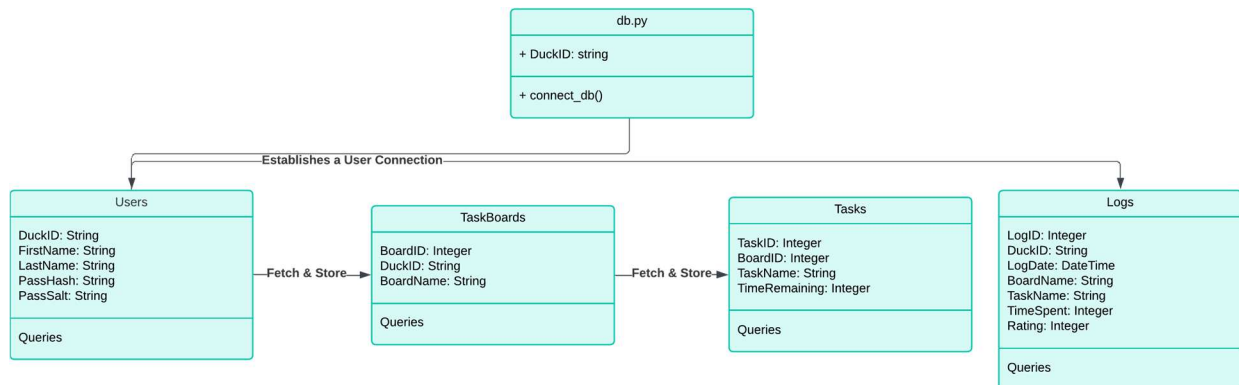 db.py
+ DuckID: string
+ connect_db()
Establishes a User Connection
Users
DuckID: String
FirstName: String
LastName: String
PassHash: String
PassSalt: String
Queries
Fetch & Store
TaskBoards
BoardID: Integer
DuckID: String
BoardName: String
Queries
Fetch & Store
Tasks
TaskID: Integer
BoardID: Integer
TaskName: String
TimeRemaining: Integer
Queries
Logs
LogID: Integer
DuckID: String
LogDate: DateTime
BoardName: String
TaskName: String
TimeSpent: Integer
Rating: Integer
Queries